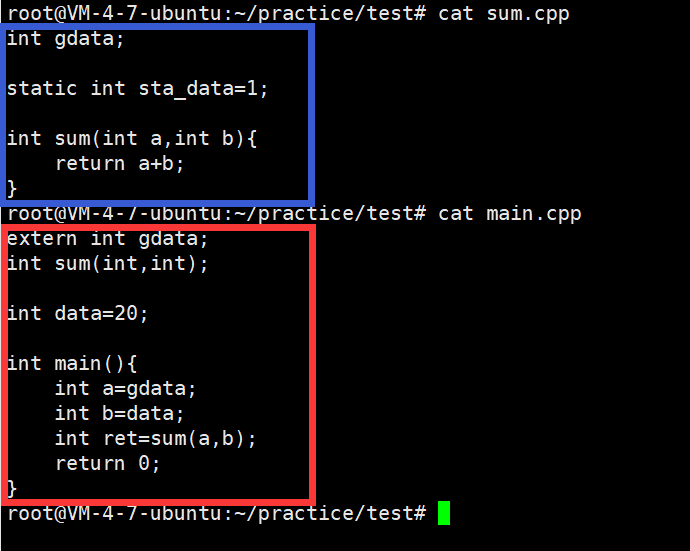 root@VM-4-7-ubuntu:~/practice/test# cat sum.cpp
int gdata;
static int sta_data=1;
int sum(int a,int b){
    return a+b;
}
root@VM-4-7-ubuntu:~/practice/test# cat main.cpp
extern int gdata;
int sum(int,int);
int data=20;
int main(){
    int a=gdata;
    int b=data;
    int ret=sum(a,b);
    return 0;
}
root@VM-4-7-ubuntu:~/practice/test#